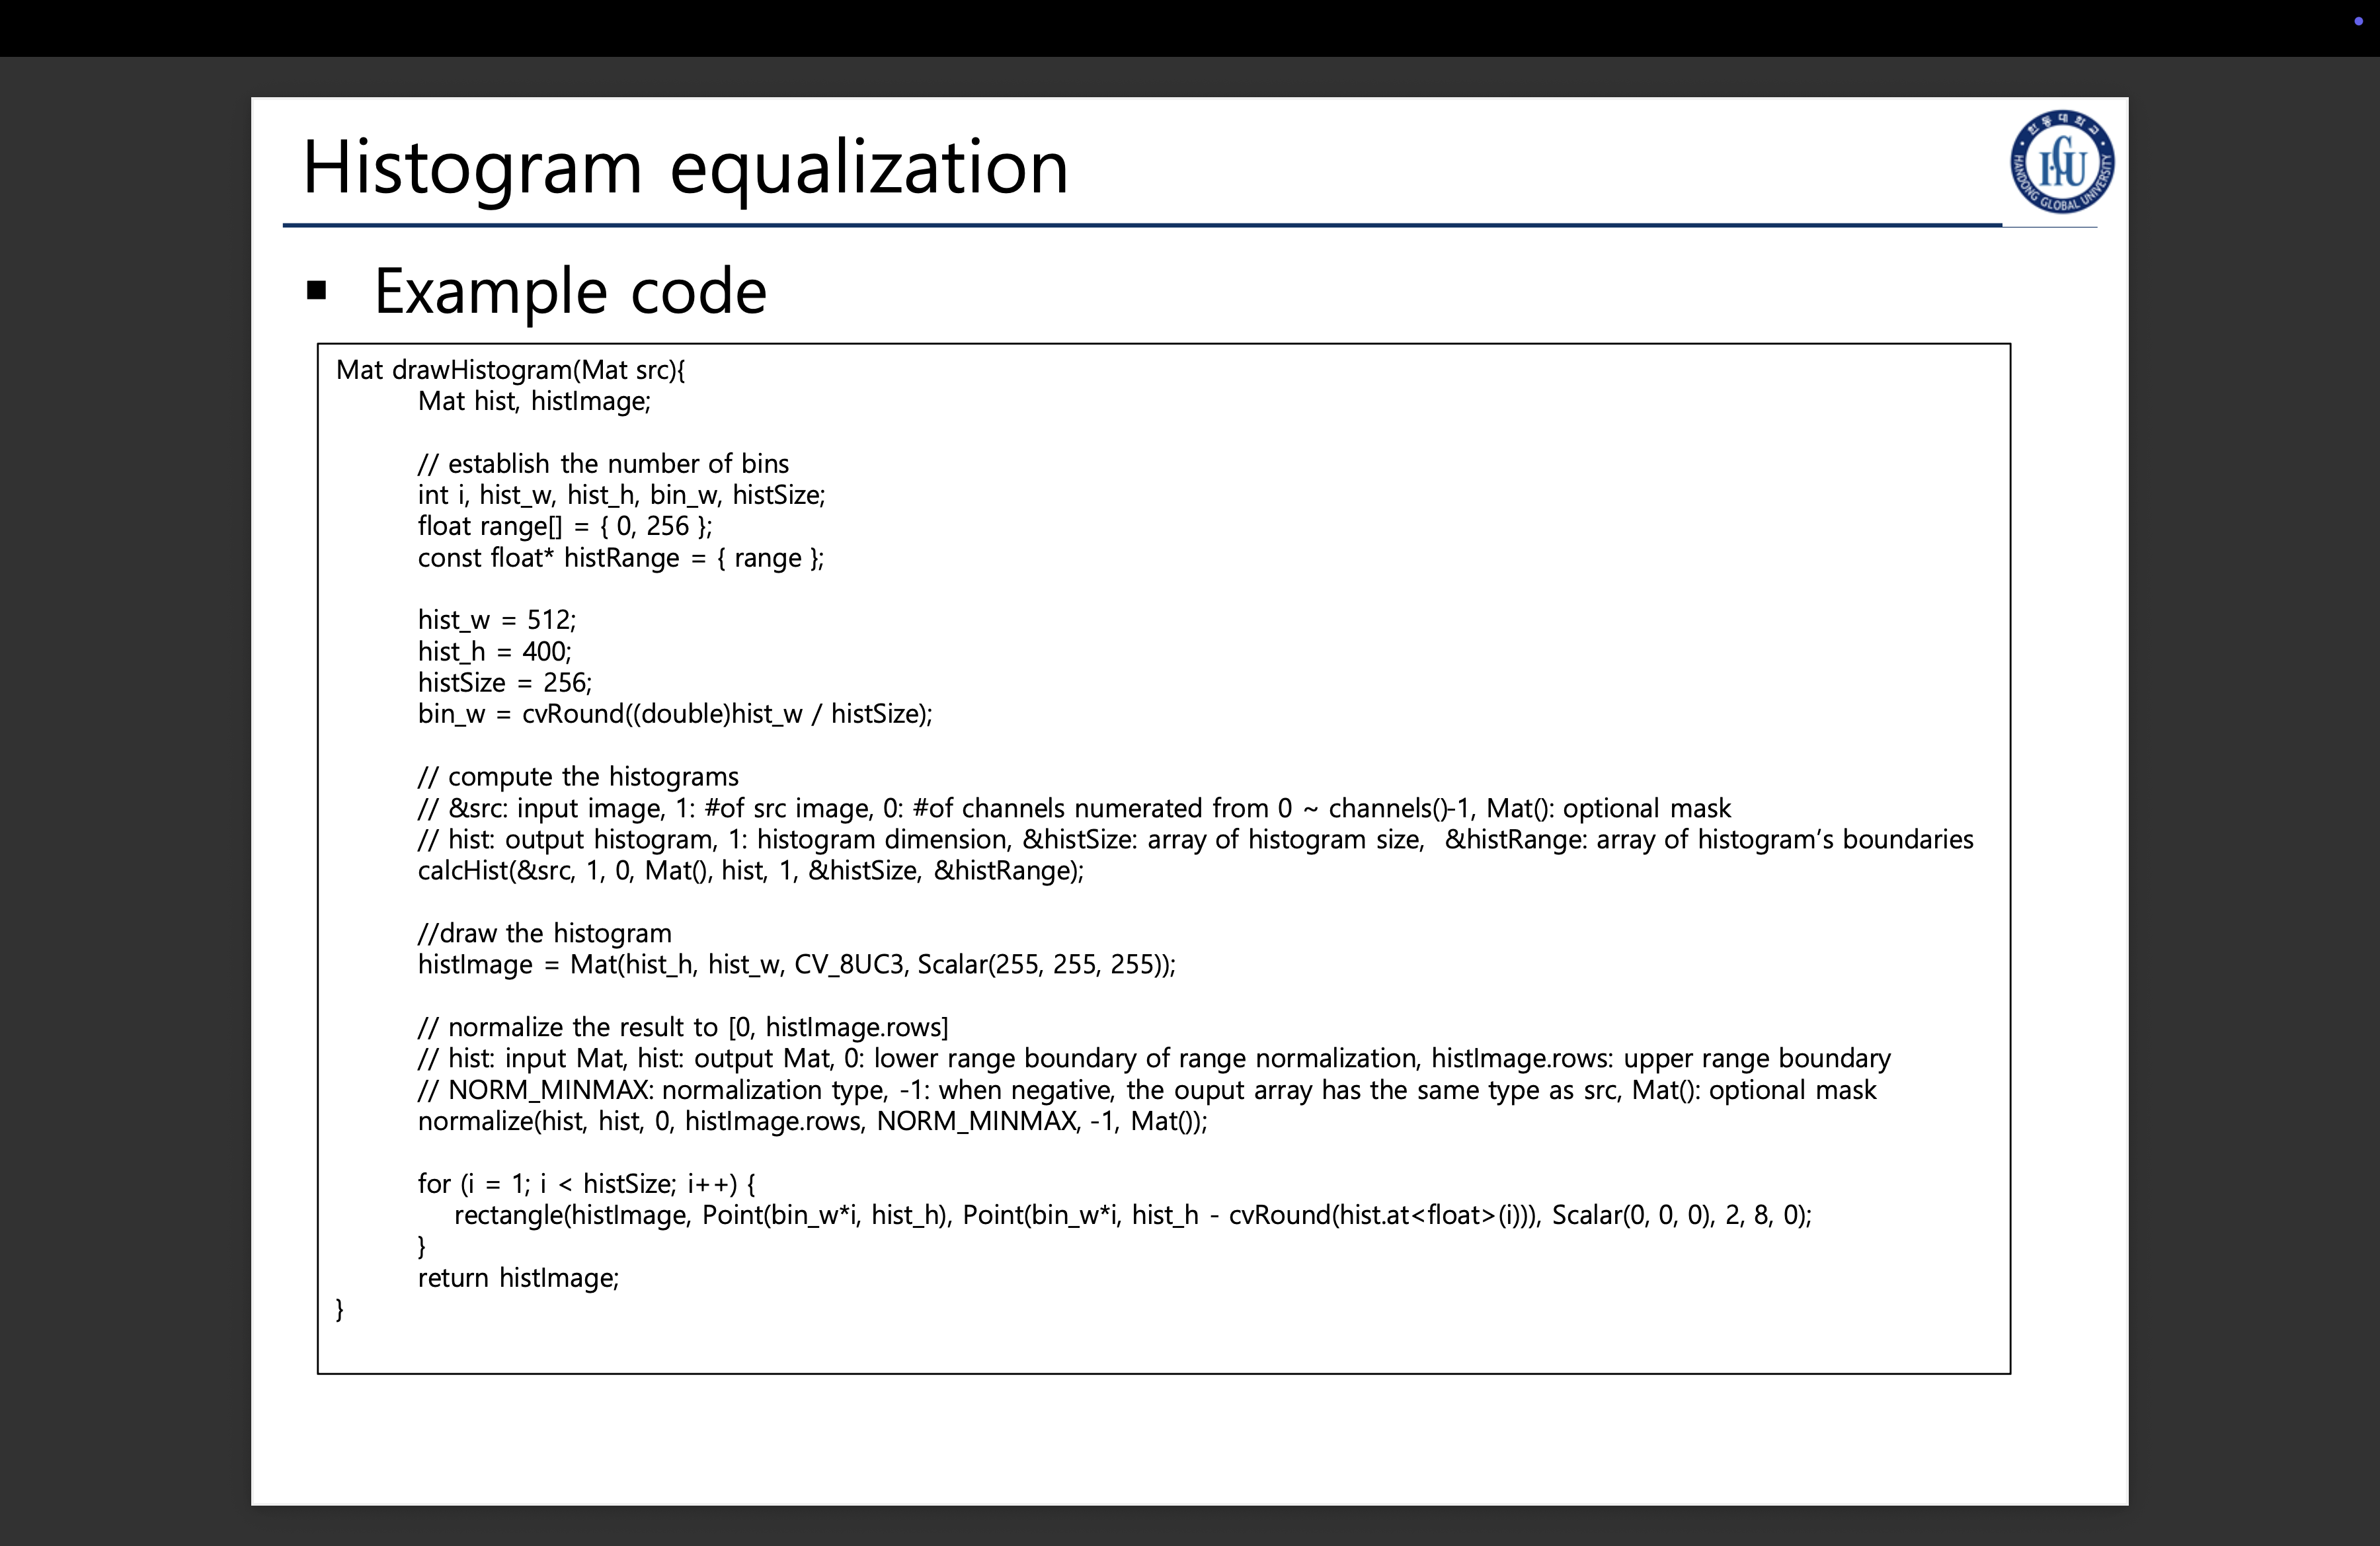 Histogram equalization
한동대학교
HGU
HANDONG GLOBAL UNIVERSITY
▪ Example code
Mat drawHistogram(Mat src){
Mat hist, histImage;
// establish the number of bins
int i, hist_w, hist_h, bin_w, histSize;
float range[] = { 0, 256 };
const float* histRange = { range };
hist_w = 512;
hist_h = 400;
histSize = 256;
bin_w = cvRound((double)hist_w / histSize);
// compute the histograms
// &src: input image, 1: #of src image, 0: #of channels numerated from 0 ~ channels()-1, Mat(): optional mask
// hist: output histogram, 1: histogram dimension, &histSize: array of histogram size,  &histRange: array of histogram’s boundaries
calcHist(&src, 1, 0, Mat(), hist, 1, &histSize, &histRange);
//draw the histogram
histImage = Mat(hist_h, hist_w, CV_8UC3, Scalar(255, 255, 255));
// normalize the result to [0, histImage.rows]
// hist: input Mat, hist: output Mat, 0: lower range boundary of range normalization, histImage.rows: upper range boundary
// NORM_MINMAX: normalization type, -1: when negative, the ouput array has the same type as src, Mat(): optional mask
normalize(hist, hist, 0, histImage.rows, NORM_MINMAX, -1, Mat());
for (i = 1; i < histSize; i++) {
rectangle(histImage, Point(bin_w*i, hist_h), Point(bin_w*i, hist_h - cvRound(hist.at<float>(i))), Scalar(0, 0, 0), 2, 8, 0);
}
return histImage;
}